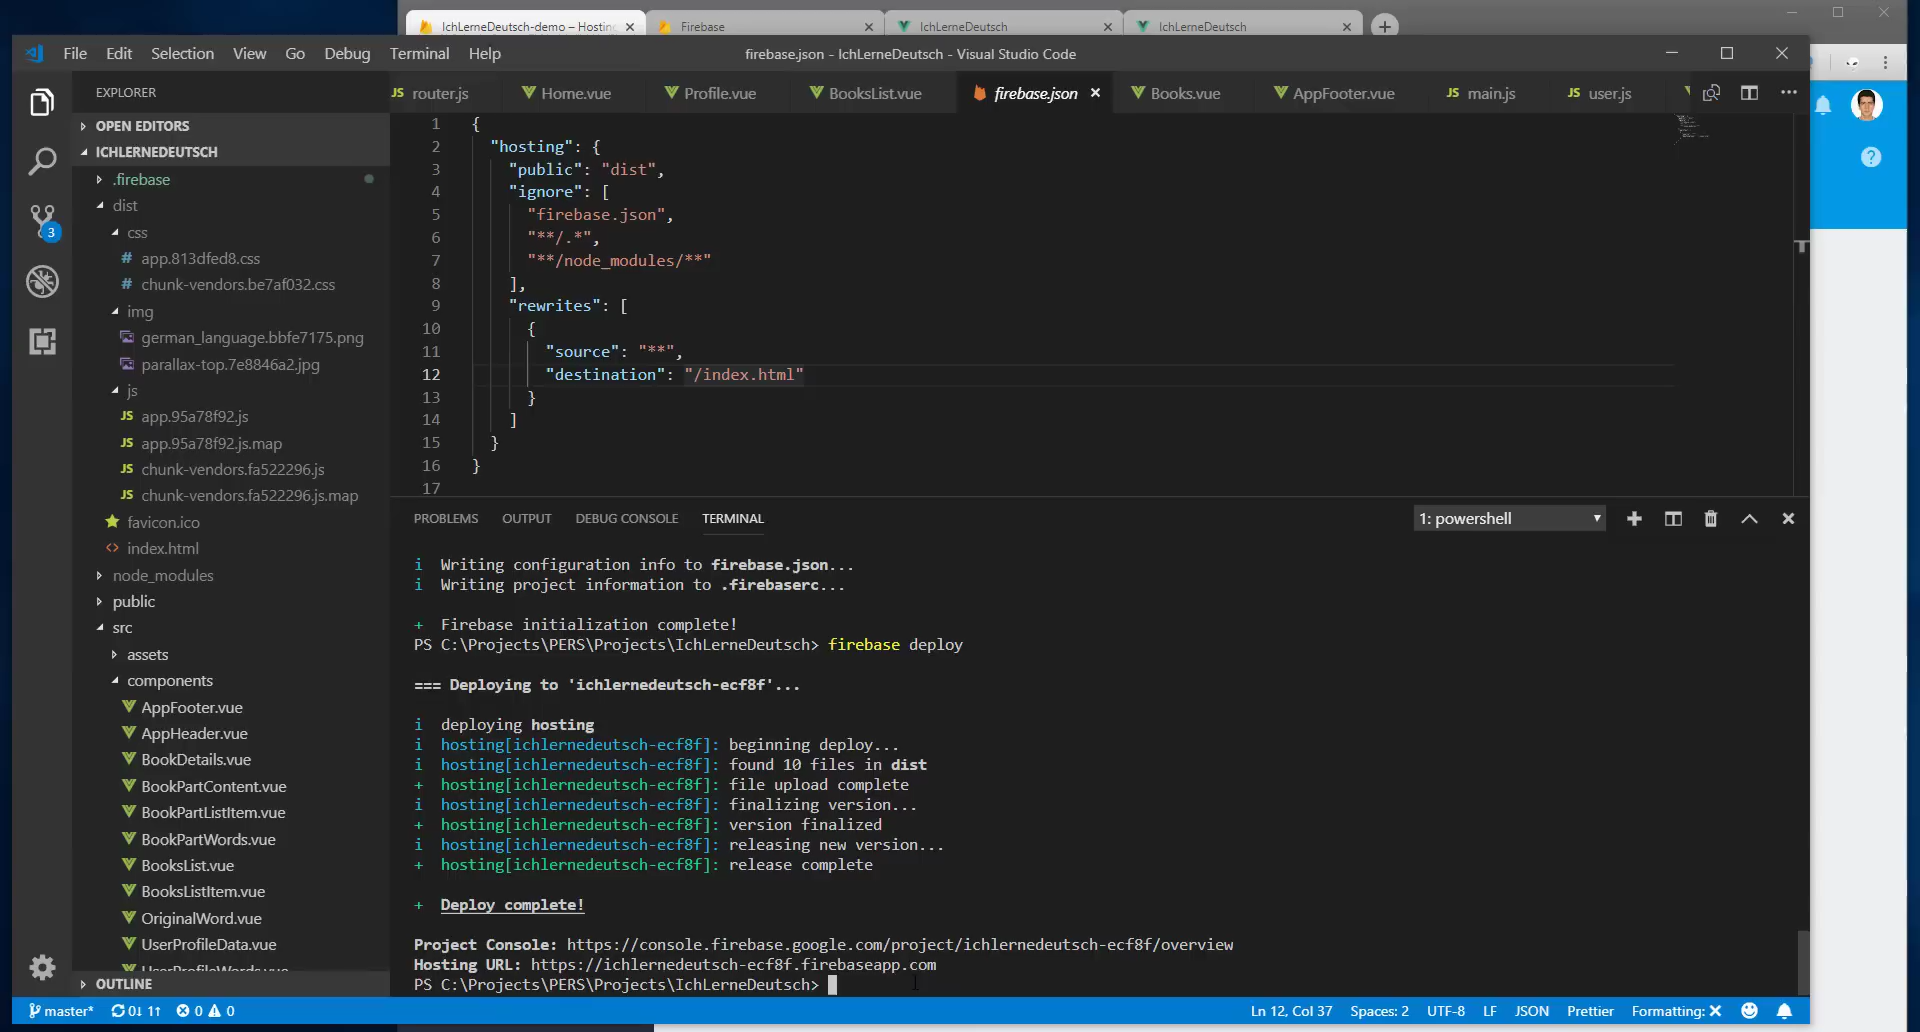 IchLerneDeutsch-demo – Hosting
Firebase
IchLerneDeutsch
IchLerneDeutsch
File Edit Selection View Go Debug Terminal Help
firebase.json - IchLerneDeutsch - Visual Studio Code
EXPLORER
OPEN EDITORS
ICHLERNEDEUTSCH
.firebase
dist
css
# app.813dfed8.css
# chunk-vendors.be7af032.css
img
german_language.bbfe7175.png
parallax-top.7e8846a2.jpg
js
JS app.95a78f92.js
JS app.95a78f92.js.map
JS chunk-vendors.fa522296.js
JS chunk-vendors.fa522296.js.map
favicon.ico
<> index.html
node_modules
public
src
assets
components
AppFooter.vue
AppHeader.vue
BookDetails.vue
BookPartContent.vue
BookPartListItem.vue
BookPartWords.vue
BooksList.vue
BooksListItem.vue
OriginalWord.vue
UserProfileData.vue
OUTLINE
3
JS router.js
Home.vue
Profile.vue
BooksList.vue
firebase.json
Books.vue
AppFooter.vue
JS main.js
JS user.js
1 {
2 "hosting": {
3 "public": "dist",
4 "ignore": [
5 "firebase.json",
6 "**/.*",
7 "**/node_modules/**"
8 ],
9 "rewrites": [
10 {
11 "source": "**",
12 "destination": "/index.html"
13 }
14 ]
15 }
16 }
17
PROBLEMS OUTPUT DEBUG CONSOLE TERMINAL
1: powershell
i Writing configuration info to firebase.json...
i Writing project information to .firebaserc...
+ Firebase initialization complete!
PS C:\Projects\PERS\Projects\IchLerneDeutsch> firebase deploy
=== Deploying to 'ichlernedeutsch-ecf8f'...
i deploying hosting
i hosting[ichlernedeutsch-ecf8f]: beginning deploy...
i hosting[ichlernedeutsch-ecf8f]: found 10 files in dist
+ hosting[ichlernedeutsch-ecf8f]: file upload complete
i hosting[ichlernedeutsch-ecf8f]: finalizing version...
+ hosting[ichlernedeutsch-ecf8f]: version finalized
i hosting[ichlernedeutsch-ecf8f]: releasing new version...
+ hosting[ichlernedeutsch-ecf8f]: release complete
+ Deploy complete!
Project Console: https://console.firebase.google.com/project/ichlernedeutsch-ecf8f/overview
Hosting URL: https://ichlernedeutsch-ecf8f.firebaseapp.com
PS C:\Projects\PERS\Projects\IchLerneDeutsch>
master* 0↓ 1↑ 0 0
Ln 12, Col 37 Spaces: 2 UTF-8 LF JSON Prettier Formatting: ✕